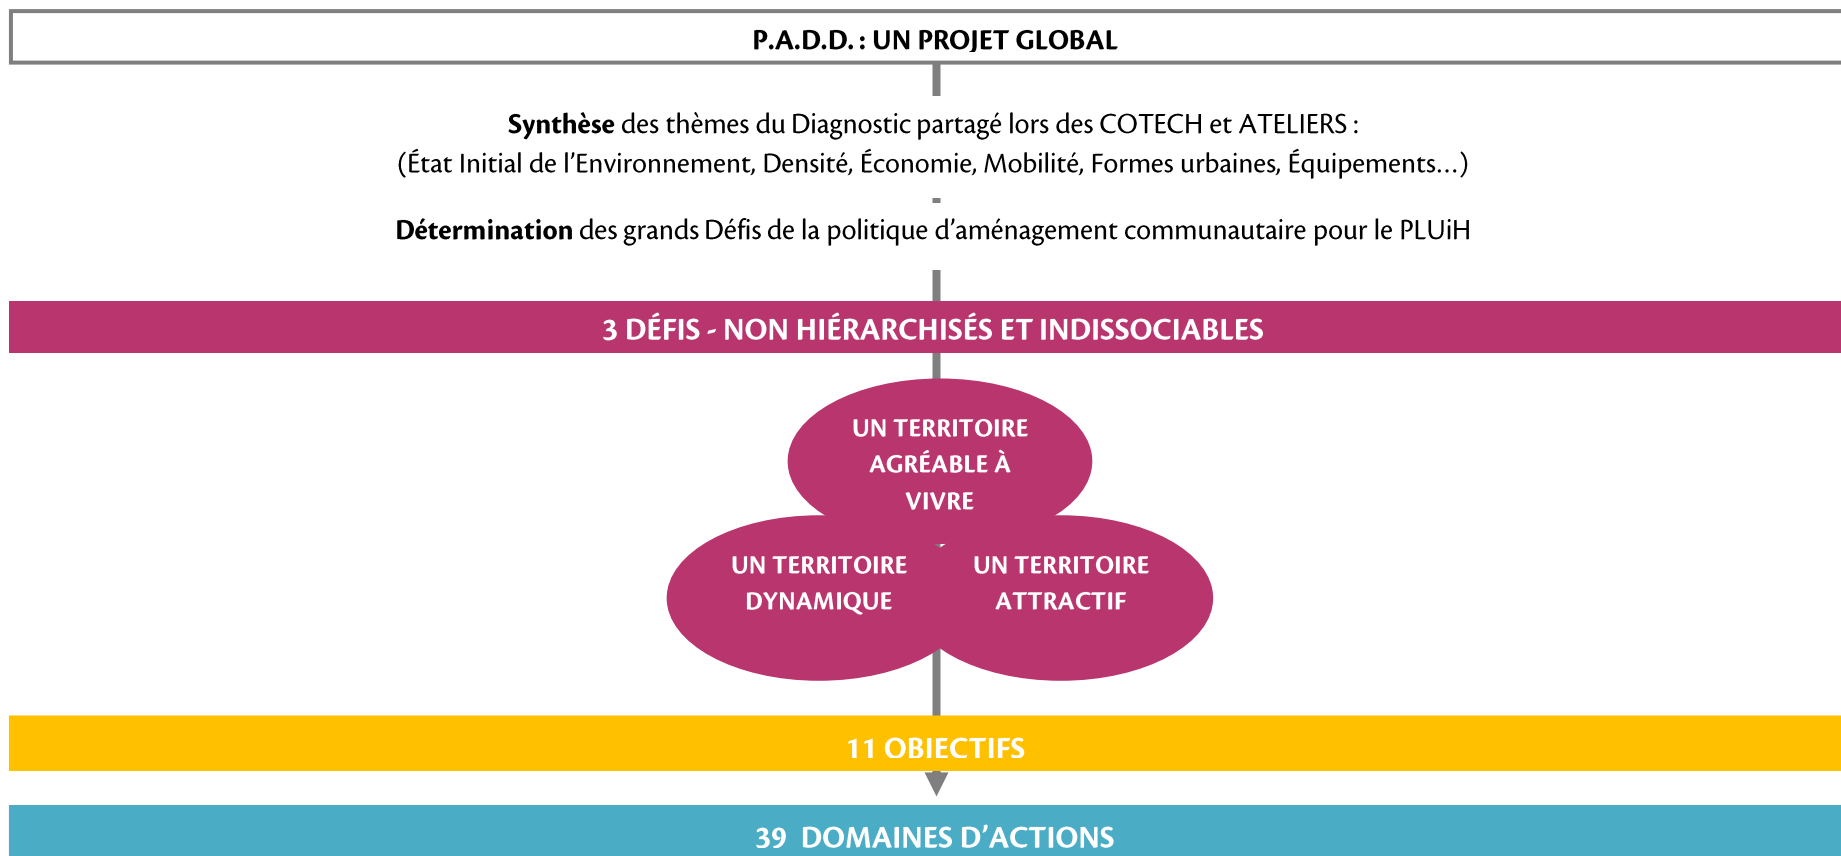 P.A.D.D. : UN PROJET GLOBAL
Synthèse des thèmes du Diagnostic partagé lors des COTECH et ATELIERS :
(État Initial de l’Environnement, Densité, Économie, Mobilité, Formes urbaines, Équipements…)
Détermination des grands Défis de la politique d’aménagement communautaire pour le PLUiH
3 DÉFIS - NON HIÉRARCHISÉS ET INDISSOCIABLES
UN TERRITOIRE
AGRÉABLE À
VIVRE
UN TERRITOIRE
DYNAMIQUE
UN TERRITOIRE
ATTRACTIF
11 OBJECTIFS
39 DOMAINES D’ACTIONS